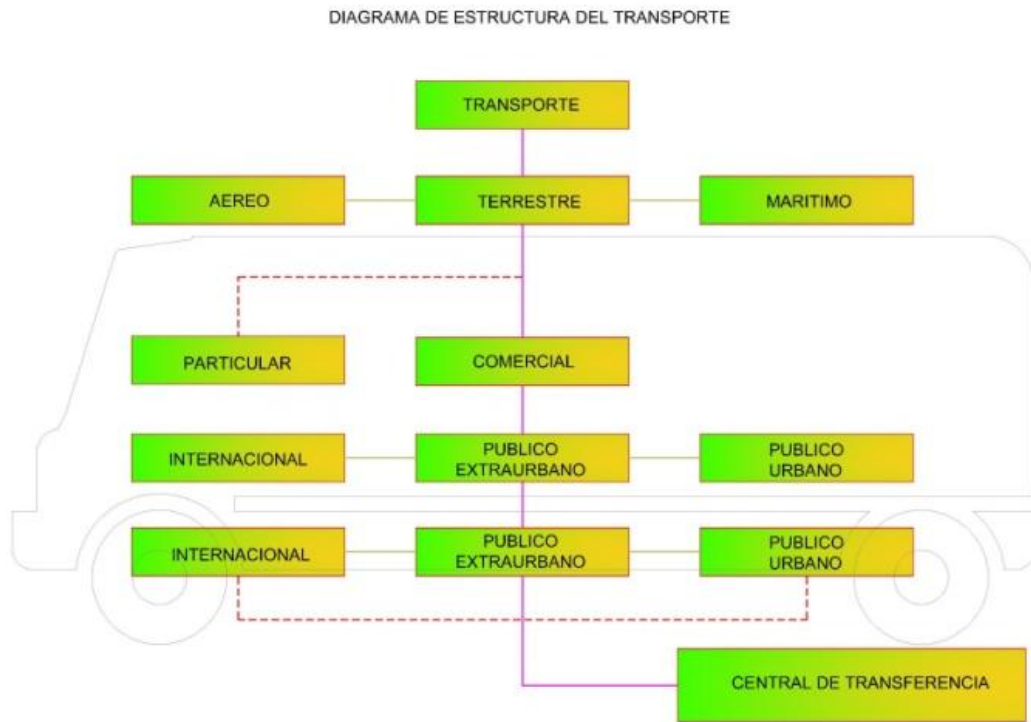 DIAGRAMA DE ESTRUCTURA DEL TRANSPORTE
TRANSPORTE
AEREO
TERRESTRE
MARITIMO
PARTICULAR
COMERCIAL
INTERNACIONAL
PUBLICO
EXTRAURBANO
PUBLICO
URBANO
INTERNACIONAL
PUBLICO
EXTRAURBANO
PUBLICO
URBANO
CENTRAL DE TRANSFERENCIA